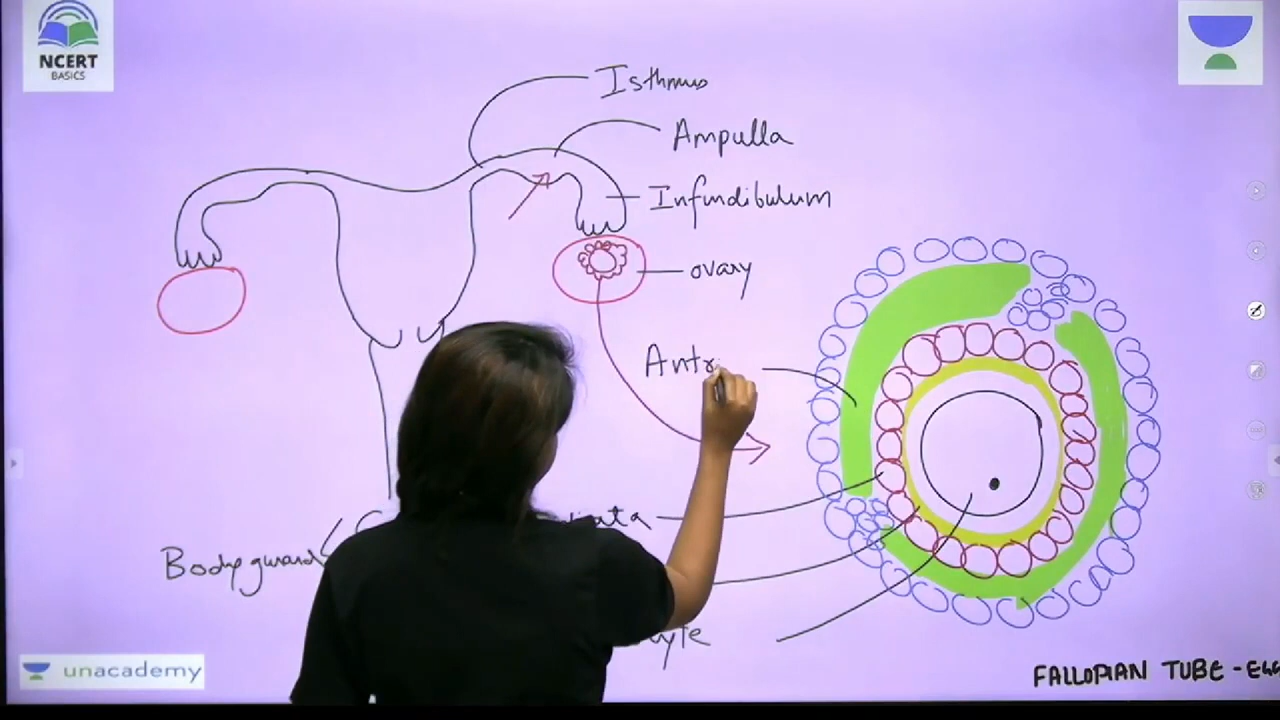 NCERT
BASICS
Isthmus
Ampulla
Infundibulum
ovary
Antr
Bodyguard
unacademy
FALLOPIAN TUBE - EGG